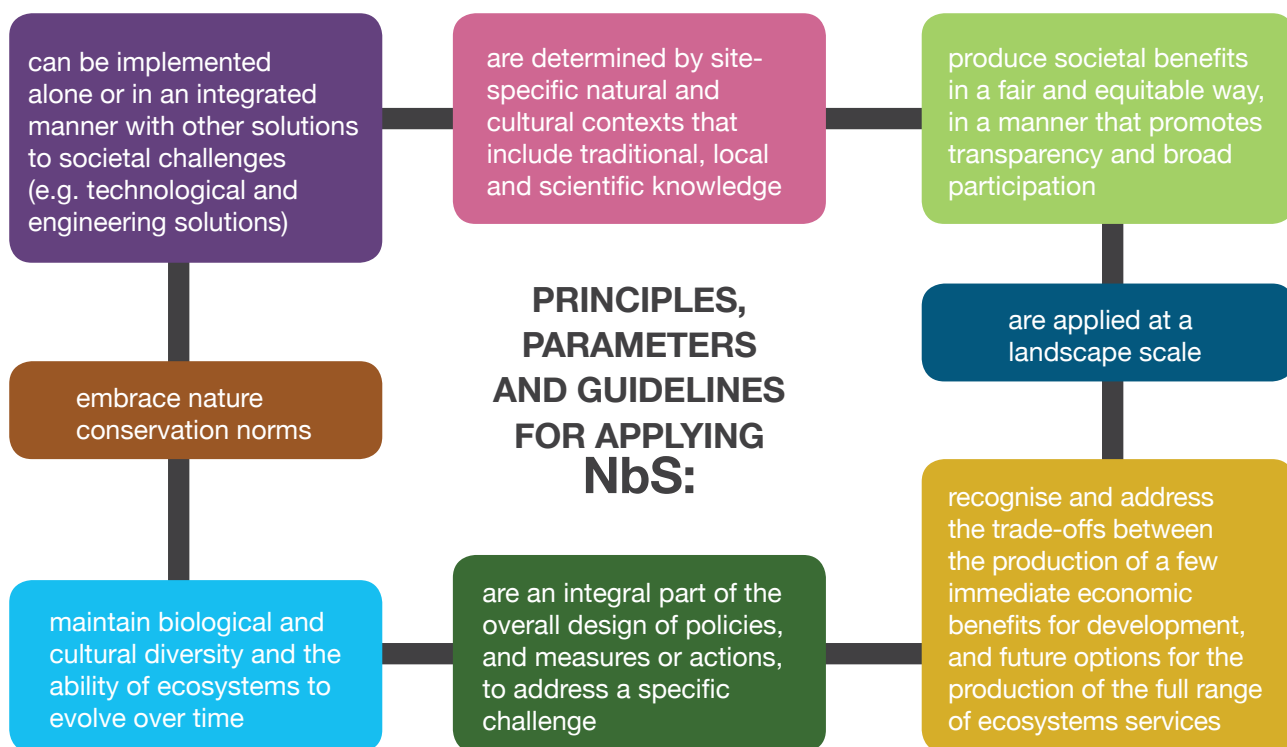 can be implemented
alone or in an integrated
manner with other solutions
to societal challenges
(e.g. technological and
engineering solutions)
are determined by site-
specific natural and
cultural contexts that
include traditional, local
and scientific knowledge
produce societal benefits
in a fair and equitable way,
in a manner that promotes
transparency and broad
participation
PRINCIPLES,
PARAMETERS
AND GUIDELINES
FOR APPLYING
NbS:
are applied at a
landscape scale
embrace nature
conservation norms
maintain biological and
cultural diversity and the
ability of ecosystems to
evolve over time
are an integral part of the
overall design of policies,
and measures or actions,
to address a specific
challenge
recognise and address
the trade-offs between
the production of a few
immediate economic
benefits for development,
and future options for the
production of the full range
of ecosystems services